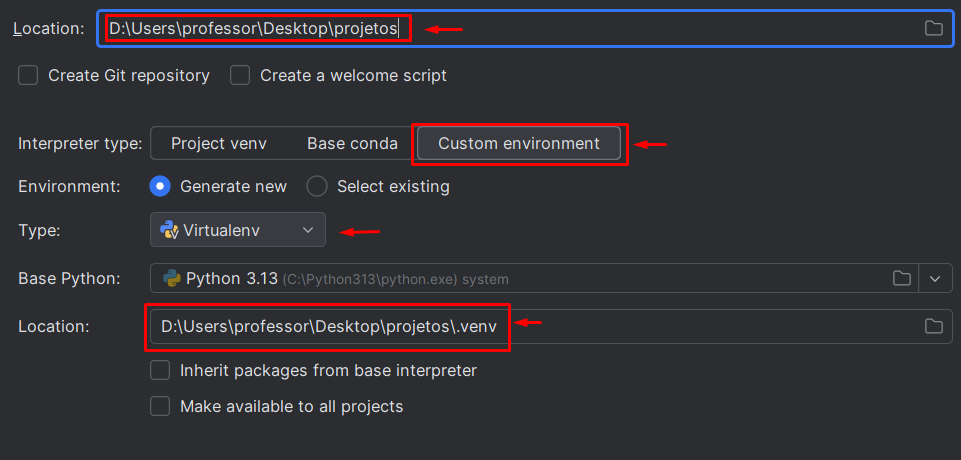 Location: D:\Users\professor\Desktop\projetos
Create Git repository Create a welcome script
Interpreter type: Project venv Base conda Custom environment
Environment: Generate new Select existing
Type: Virtualenv
Base Python: Python 3.13 (C:\Python313\python.exe) system
Location: D:\Users\professor\Desktop\projetos\.venv
Inherit packages from base interpreter
Make available to all projects